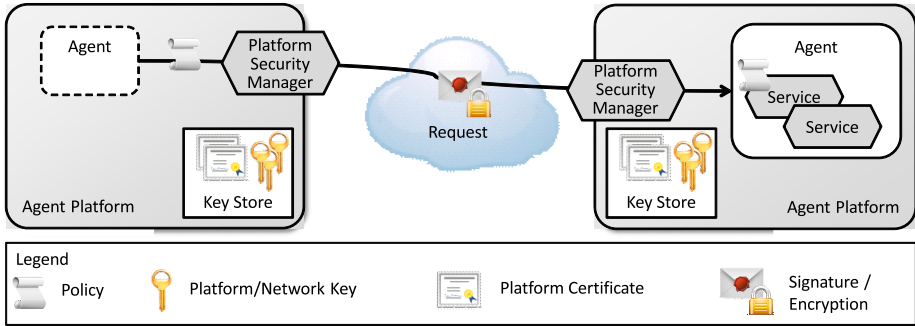 Agent
Platform
Security
Manager
Key Store
Agent Platform
Request
Platform
Security
Manager
Agent
Service
Service
Key Store
Agent Platform
Legend
Policy
Platform/Network Key
Platform Certificate
Signature /
Encryption